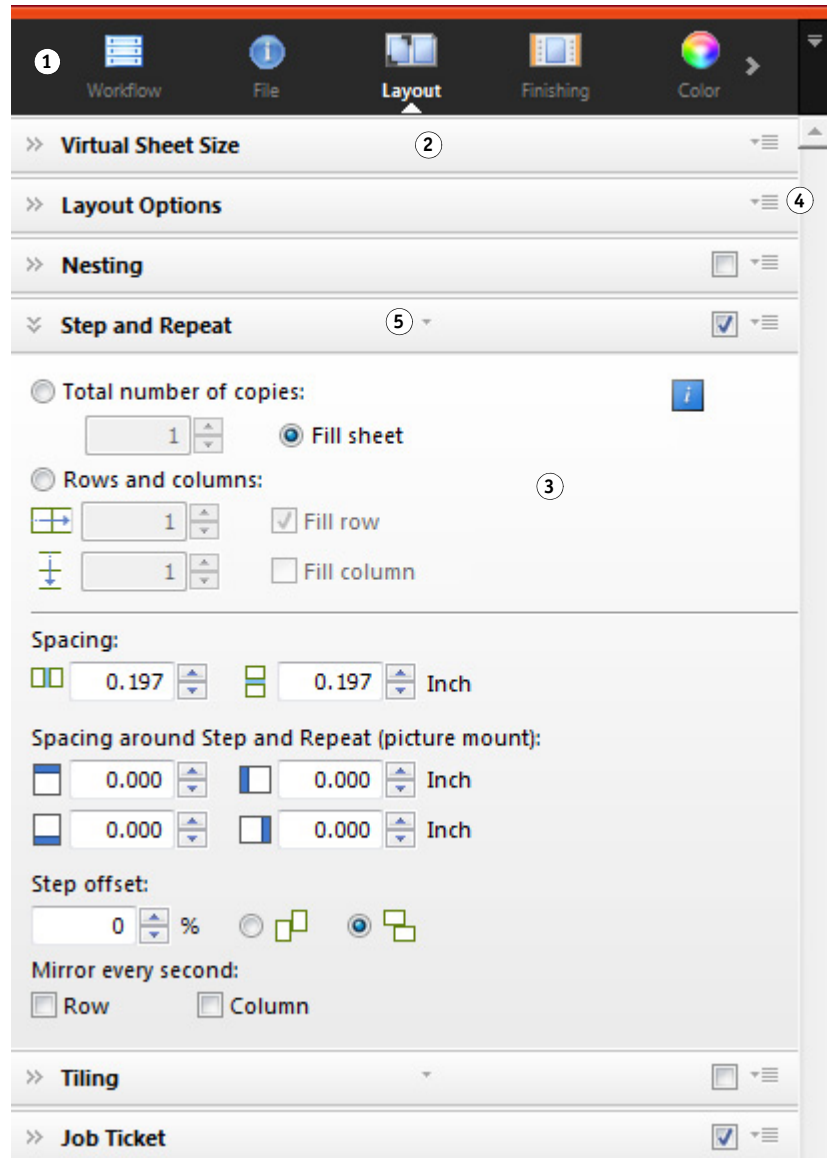 1 Workflow File Layout Finishing Color
Virtual Sheet Size 2
Layout Options 4
Nesting
Step and Repeat 5
Total number of copies: i
1 Fill sheet
Rows and columns: 3
1 Fill row
1 Fill column
Spacing:
0.197 0.197 Inch
Spacing around Step and Repeat (picture mount):
0.000 0.000 Inch
0.000 0.000 Inch
Step offset:
0 %
Mirror every second:
Row Column
Tiling
Job Ticket